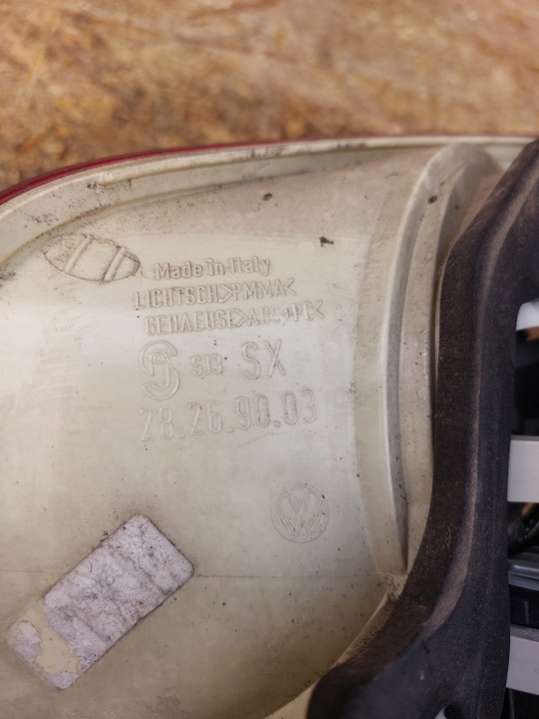 Made in Italy
LICHTSCH>PMMA<
GEHAEUSE>
SX
28.26.90.03